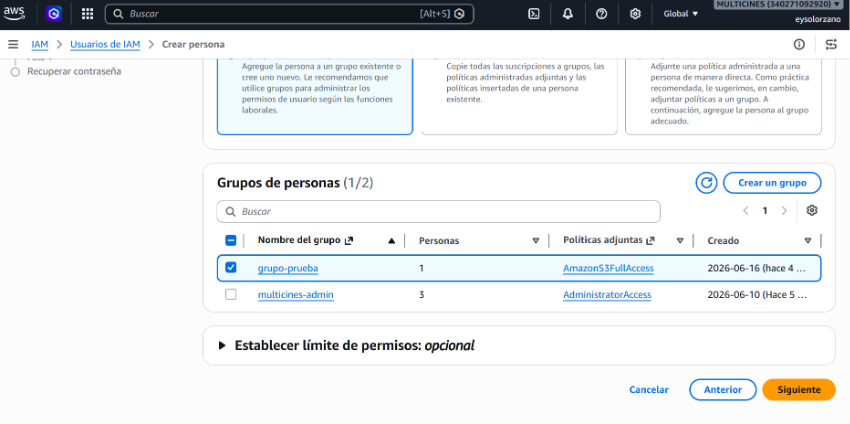 aws
Buscar
[Alt+S]
Global
MULTICINES (340271092920)
eysolorzano
IAM
Usuarios de IAM
Crear persona
Recuperar contraseña
Agregue la persona a un grupo existente o
cree uno nuevo. Le recomendamos que
utilice grupos para administrar los
permisos de usuario según las funciones
laborales.
Copie todas las suscripciones a grupos, las
políticas administradas adjuntas y las
políticas insertadas de una persona
existente.
Adjunte una política administrada a una
persona de manera directa. Como práctica
recomendada, le sugerimos, en cambio,
adjuntar políticas a un grupo. A
continuación, agregue la persona al grupo
adecuado.
Grupos de personas (1/2)
Crear un grupo
Buscar
1
Nombre del grupo
Personas
Políticas adjuntas
Creado
grupo-prueba
1
AmazonS3FullAccess
2026-06-16 (hace 4 ...
multicines-admin
3
AdministratorAccess
2026-06-10 (Hace 5 ...
Establecer límite de permisos: opcional
Cancelar
Anterior
Siguiente